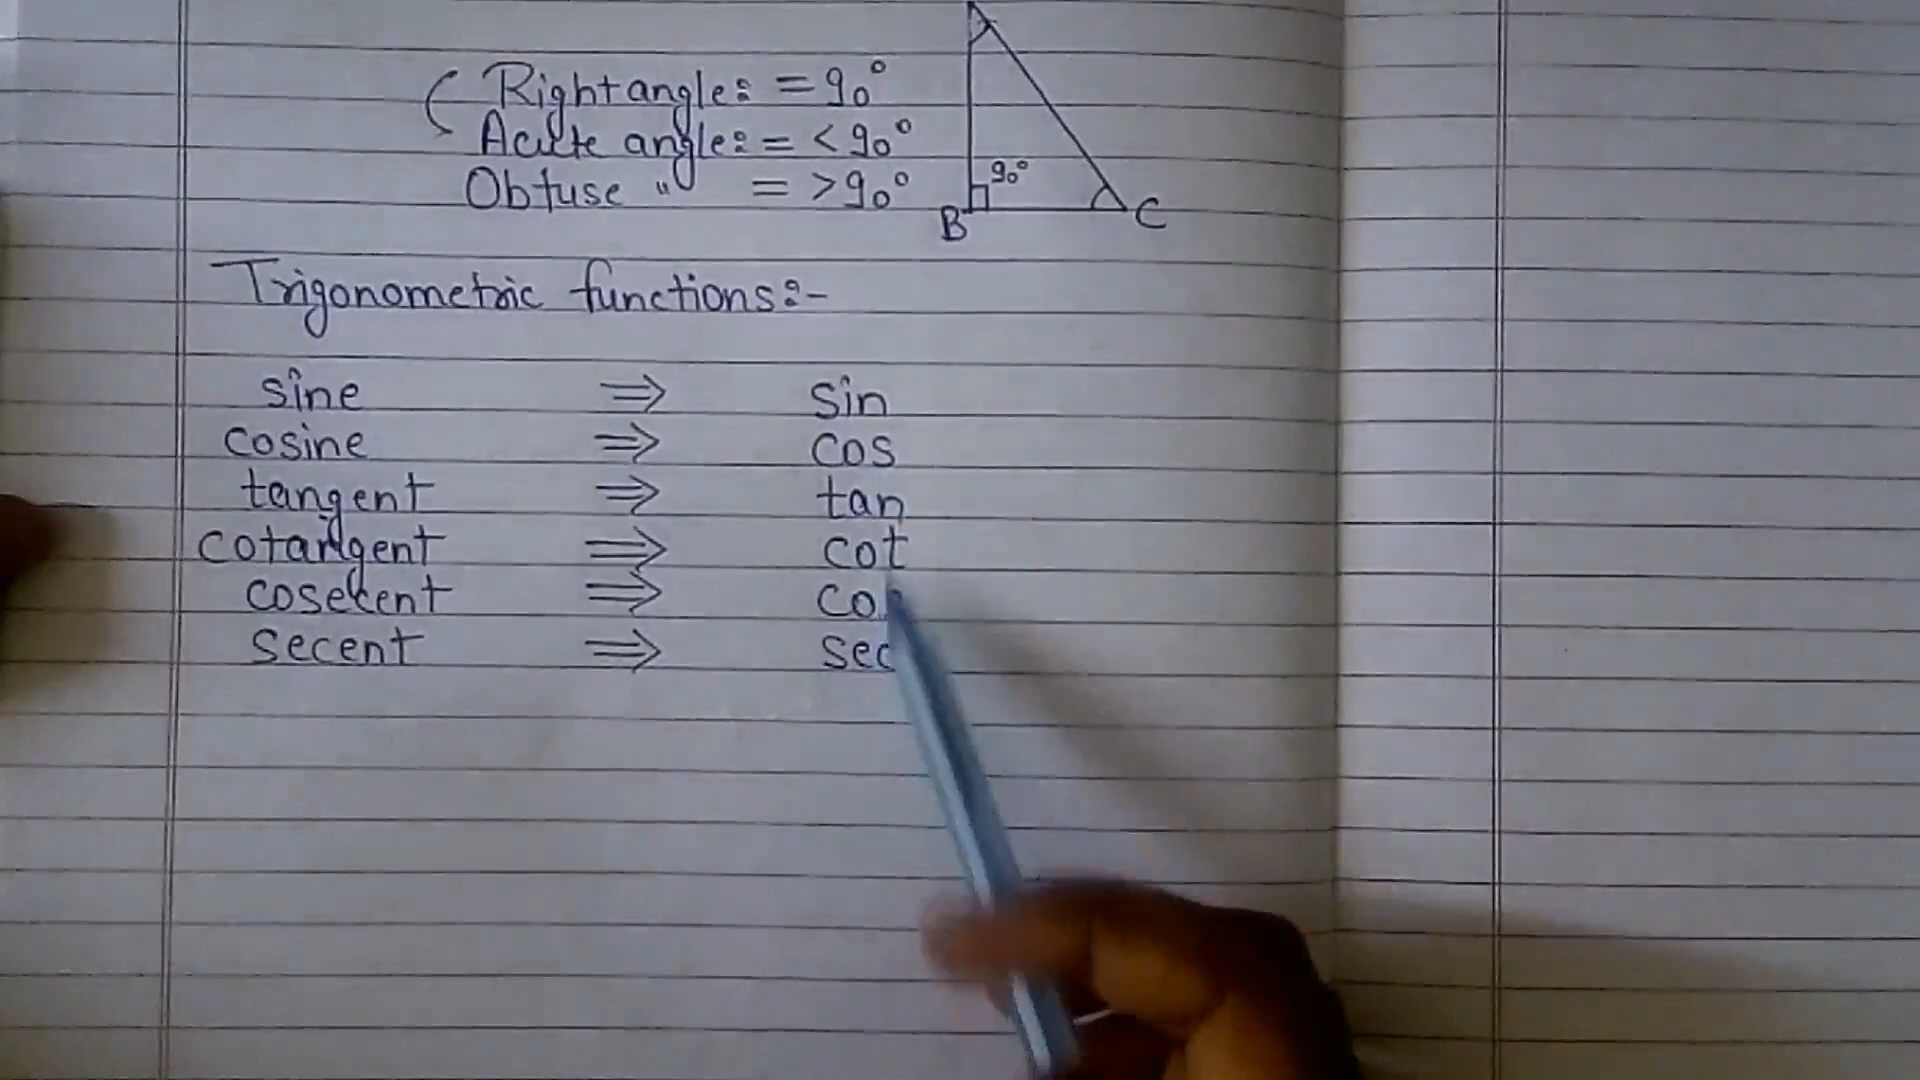 Right angle: = 90°
Acute angle: = < 90°
Obtuse " = > 90°
90°
B
C
Trigonometric functions:-
sine ⇒ sin
cosine ⇒ cos
tangent ⇒ tan
cotangent ⇒ cot
cosecent ⇒
secent ⇒ sec